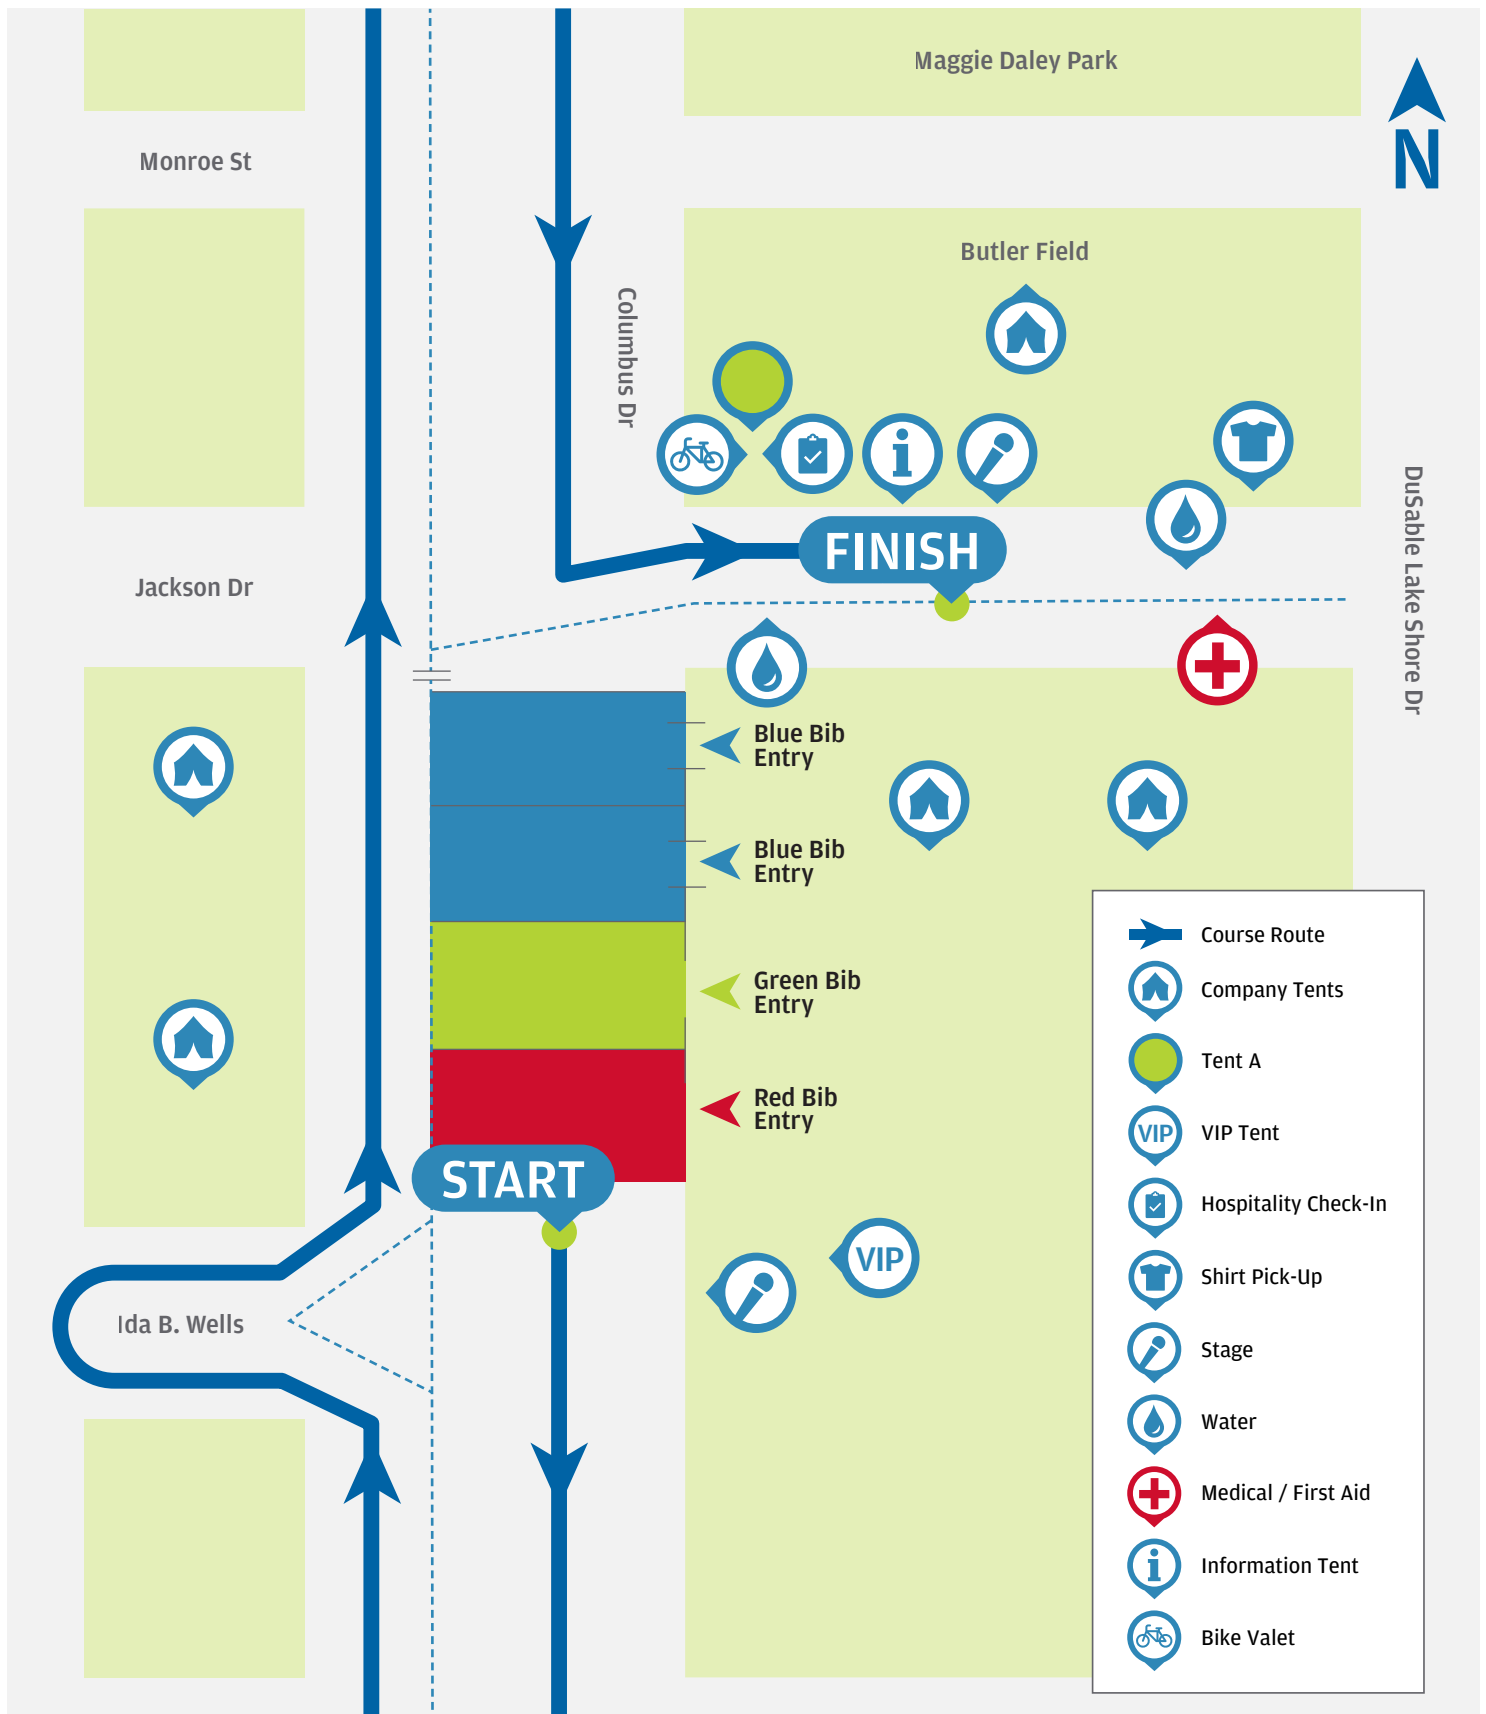 Maggie Daley Park
N
Monroe St
Butler Field
Columbus Dr
DuSable Lake Shore Dr
FINISH
Jackson Dr
Blue Bib
Entry
Blue Bib
Entry
Green Bib
Entry
Red Bib
Entry
START
VIP
Ida B. Wells
Course Route
Company Tents
Tent A
VIP
VIP Tent
Hospitality Check-In
Shirt Pick-Up
Stage
Water
Medical / First Aid
Information Tent
Bike Valet